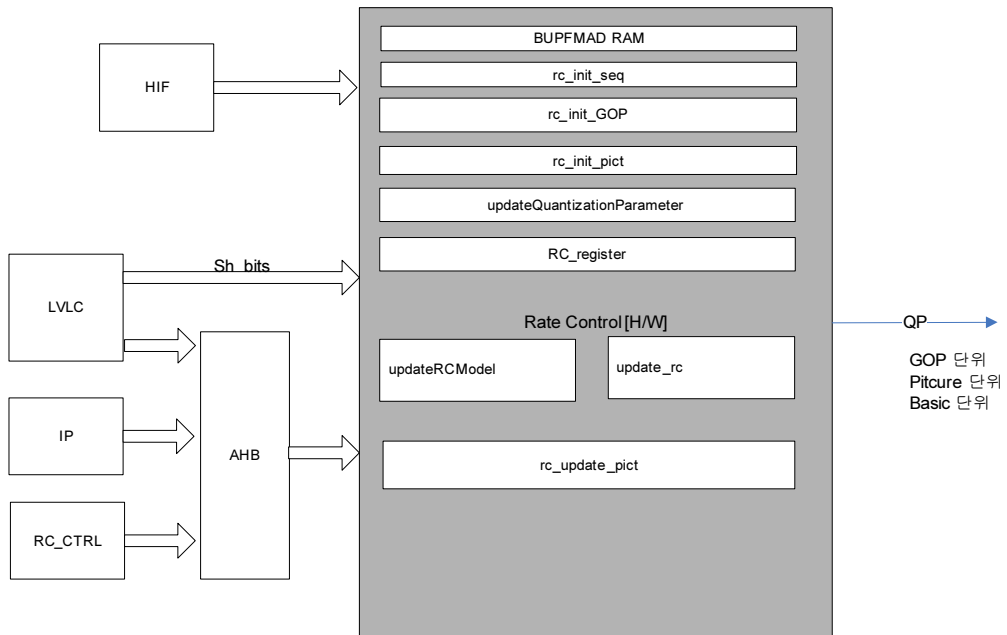 BUPFMAD RAM
HIF
rc_init_seq
rc_init_GOP
rc_init_pict
updateQuantizationParameter
Sh_bits
RC_register
LVLC
Rate Control [H/W]
QP
updateRCModel
update_rc
GOP 단위
Pitcure 단위
Basic 단위
IP
AHB
rc_update_pict
RC_CTRL